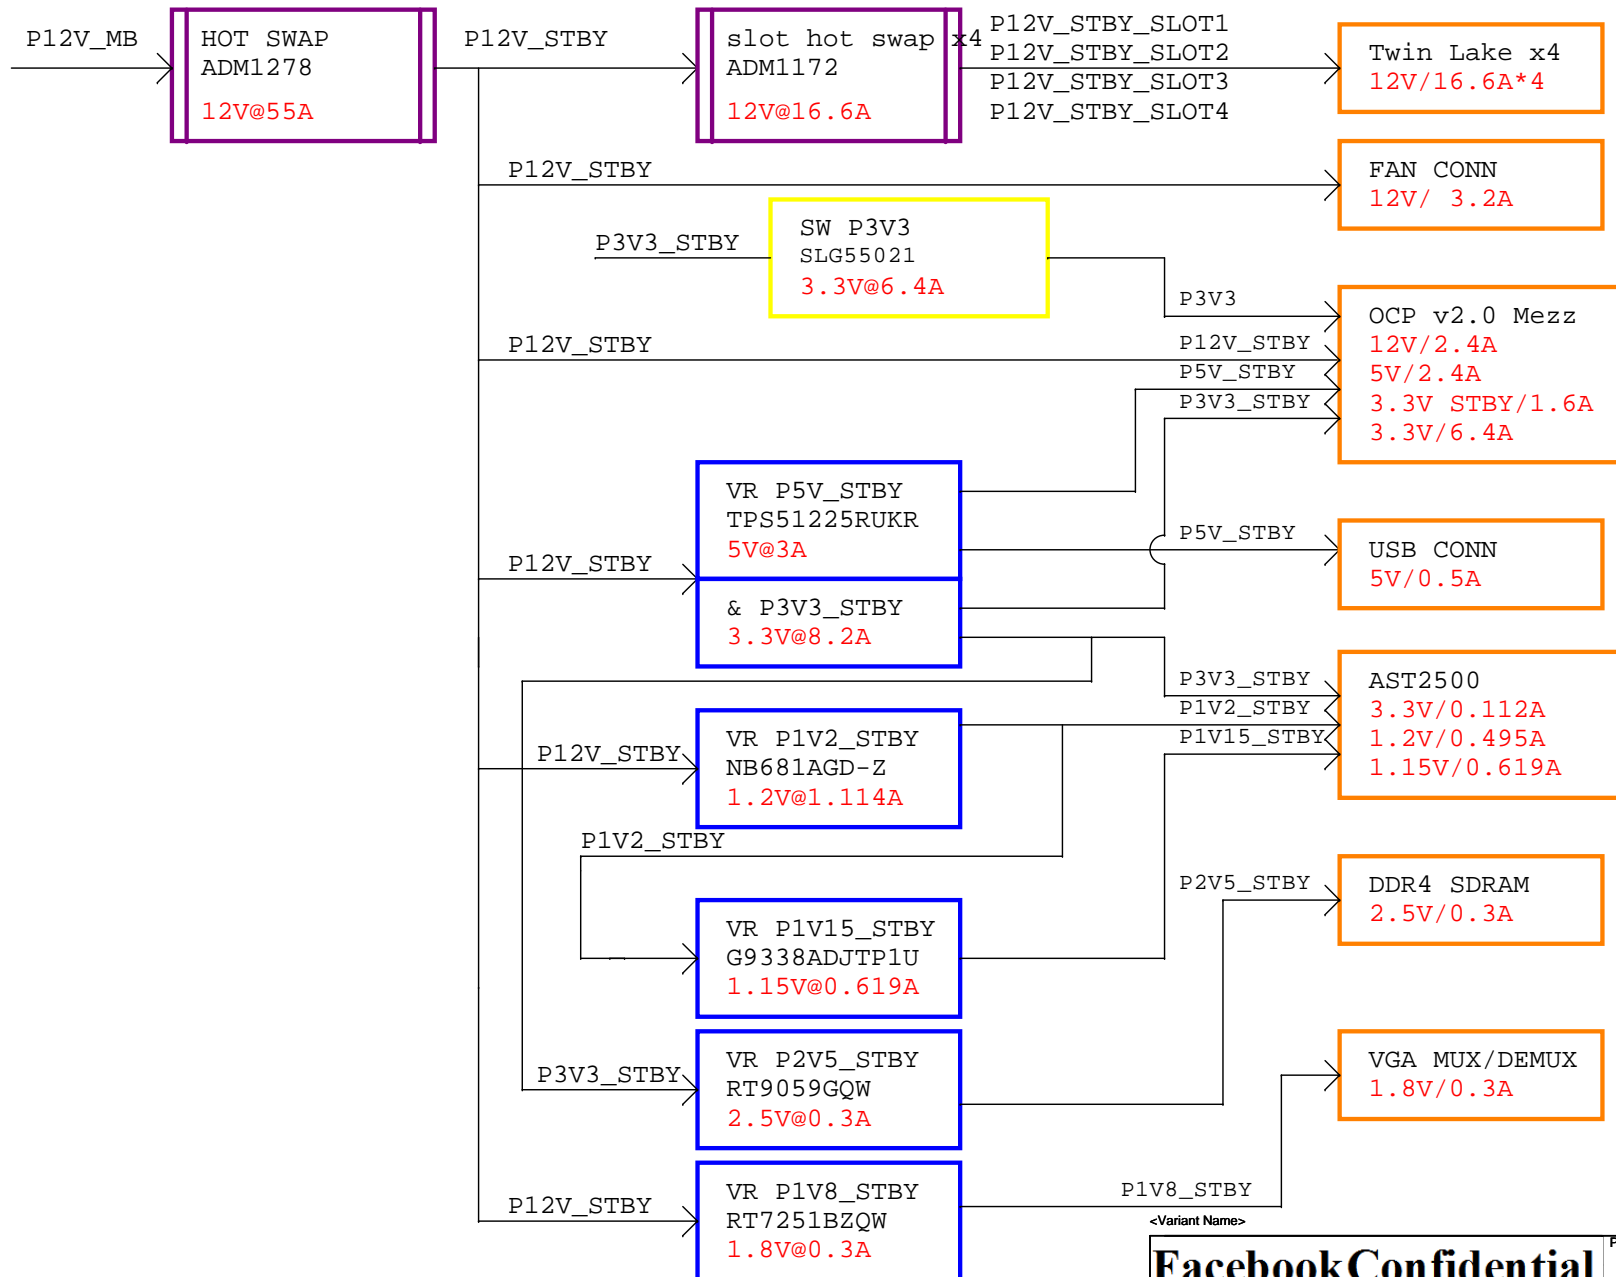 P12V_MB
HOT SWAP
ADM1278
12V@55A
P12V_STBY
slot hot swap x4
ADM1172
12V@16.6A
P12V_STBY_SLOT1
P12V_STBY_SLOT2
P12V_STBY_SLOT3
P12V_STBY_SLOT4
Twin Lake x4
12V/16.6A*4
P12V_STBY
FAN CONN
12V/ 3.2A
P3V3_STBY
SW P3V3
SLG55021
3.3V@6.4A
P3V3
P12V_STBY
P12V_STBY
P5V_STBY
P3V3_STBY
OCP v2.0 Mezz
12V/2.4A
5V/2.4A
3.3V STBY/1.6A
3.3V/6.4A
P12V_STBY
VR P5V_STBY
TPS51225RUKR
5V@3A
& P3V3_STBY
3.3V@8.2A
P5V_STBY
USB CONN
5V/0.5A
P3V3_STBY
P1V2_STBY
P1V15_STBY
AST2500
3.3V/0.112A
1.2V/0.495A
1.15V/0.619A
P12V_STBY
VR P1V2_STBY
NB681AGD-Z
1.2V@1.114A
P1V2_STBY
VR P1V15_STBY
G9338ADJTP1U
1.15V@0.619A
P2V5_STBY
DDR4 SDRAM
2.5V/0.3A
P3V3_STBY
VR P2V5_STBY
RT9059GQW
2.5V@0.3A
VGA MUX/DEMUX
1.8V/0.3A
P12V_STBY
VR P1V8_STBY
RT7251BZQW
1.8V@0.3A
P1V8_STBY
<Variant Name>
Facebook Confidential
P